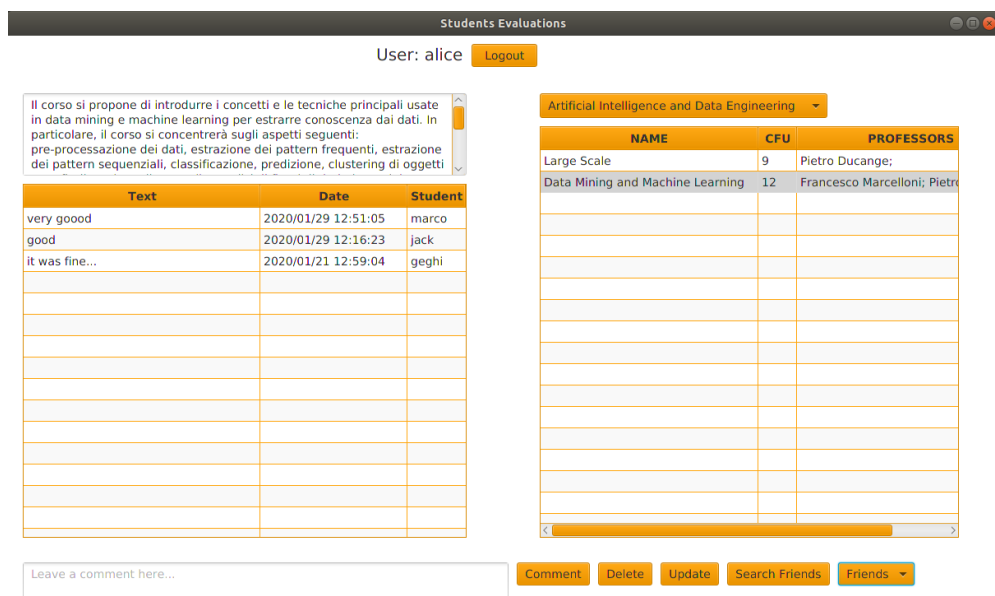 Students Evaluations
User: alice Logout
Il corso si propone di introdurre i concetti e le tecniche principali usate
in data mining e machine learning per estrarre conoscenza dai dati. In
particolare, il corso si concentrerà sugli aspetti seguenti:
pre-processazione dei dati, estrazione dei pattern frequenti, estrazione
dei pattern sequenziali, classificazione, predizione, clustering di oggetti
Text Date Student
very goood 2020/01/29 12:51:05 marco
good 2020/01/29 12:16:23 jack
it was fine... 2020/01/21 12:59:04 geghi
Artificial Intelligence and Data Engineering
NAME CFU PROFESSORS
Large Scale 9 Pietro Ducange;
Data Mining and Machine Learning 12 Francesco Marcelloni; Pietro
Leave a comment here...
Comment Delete Update Search Friends Friends